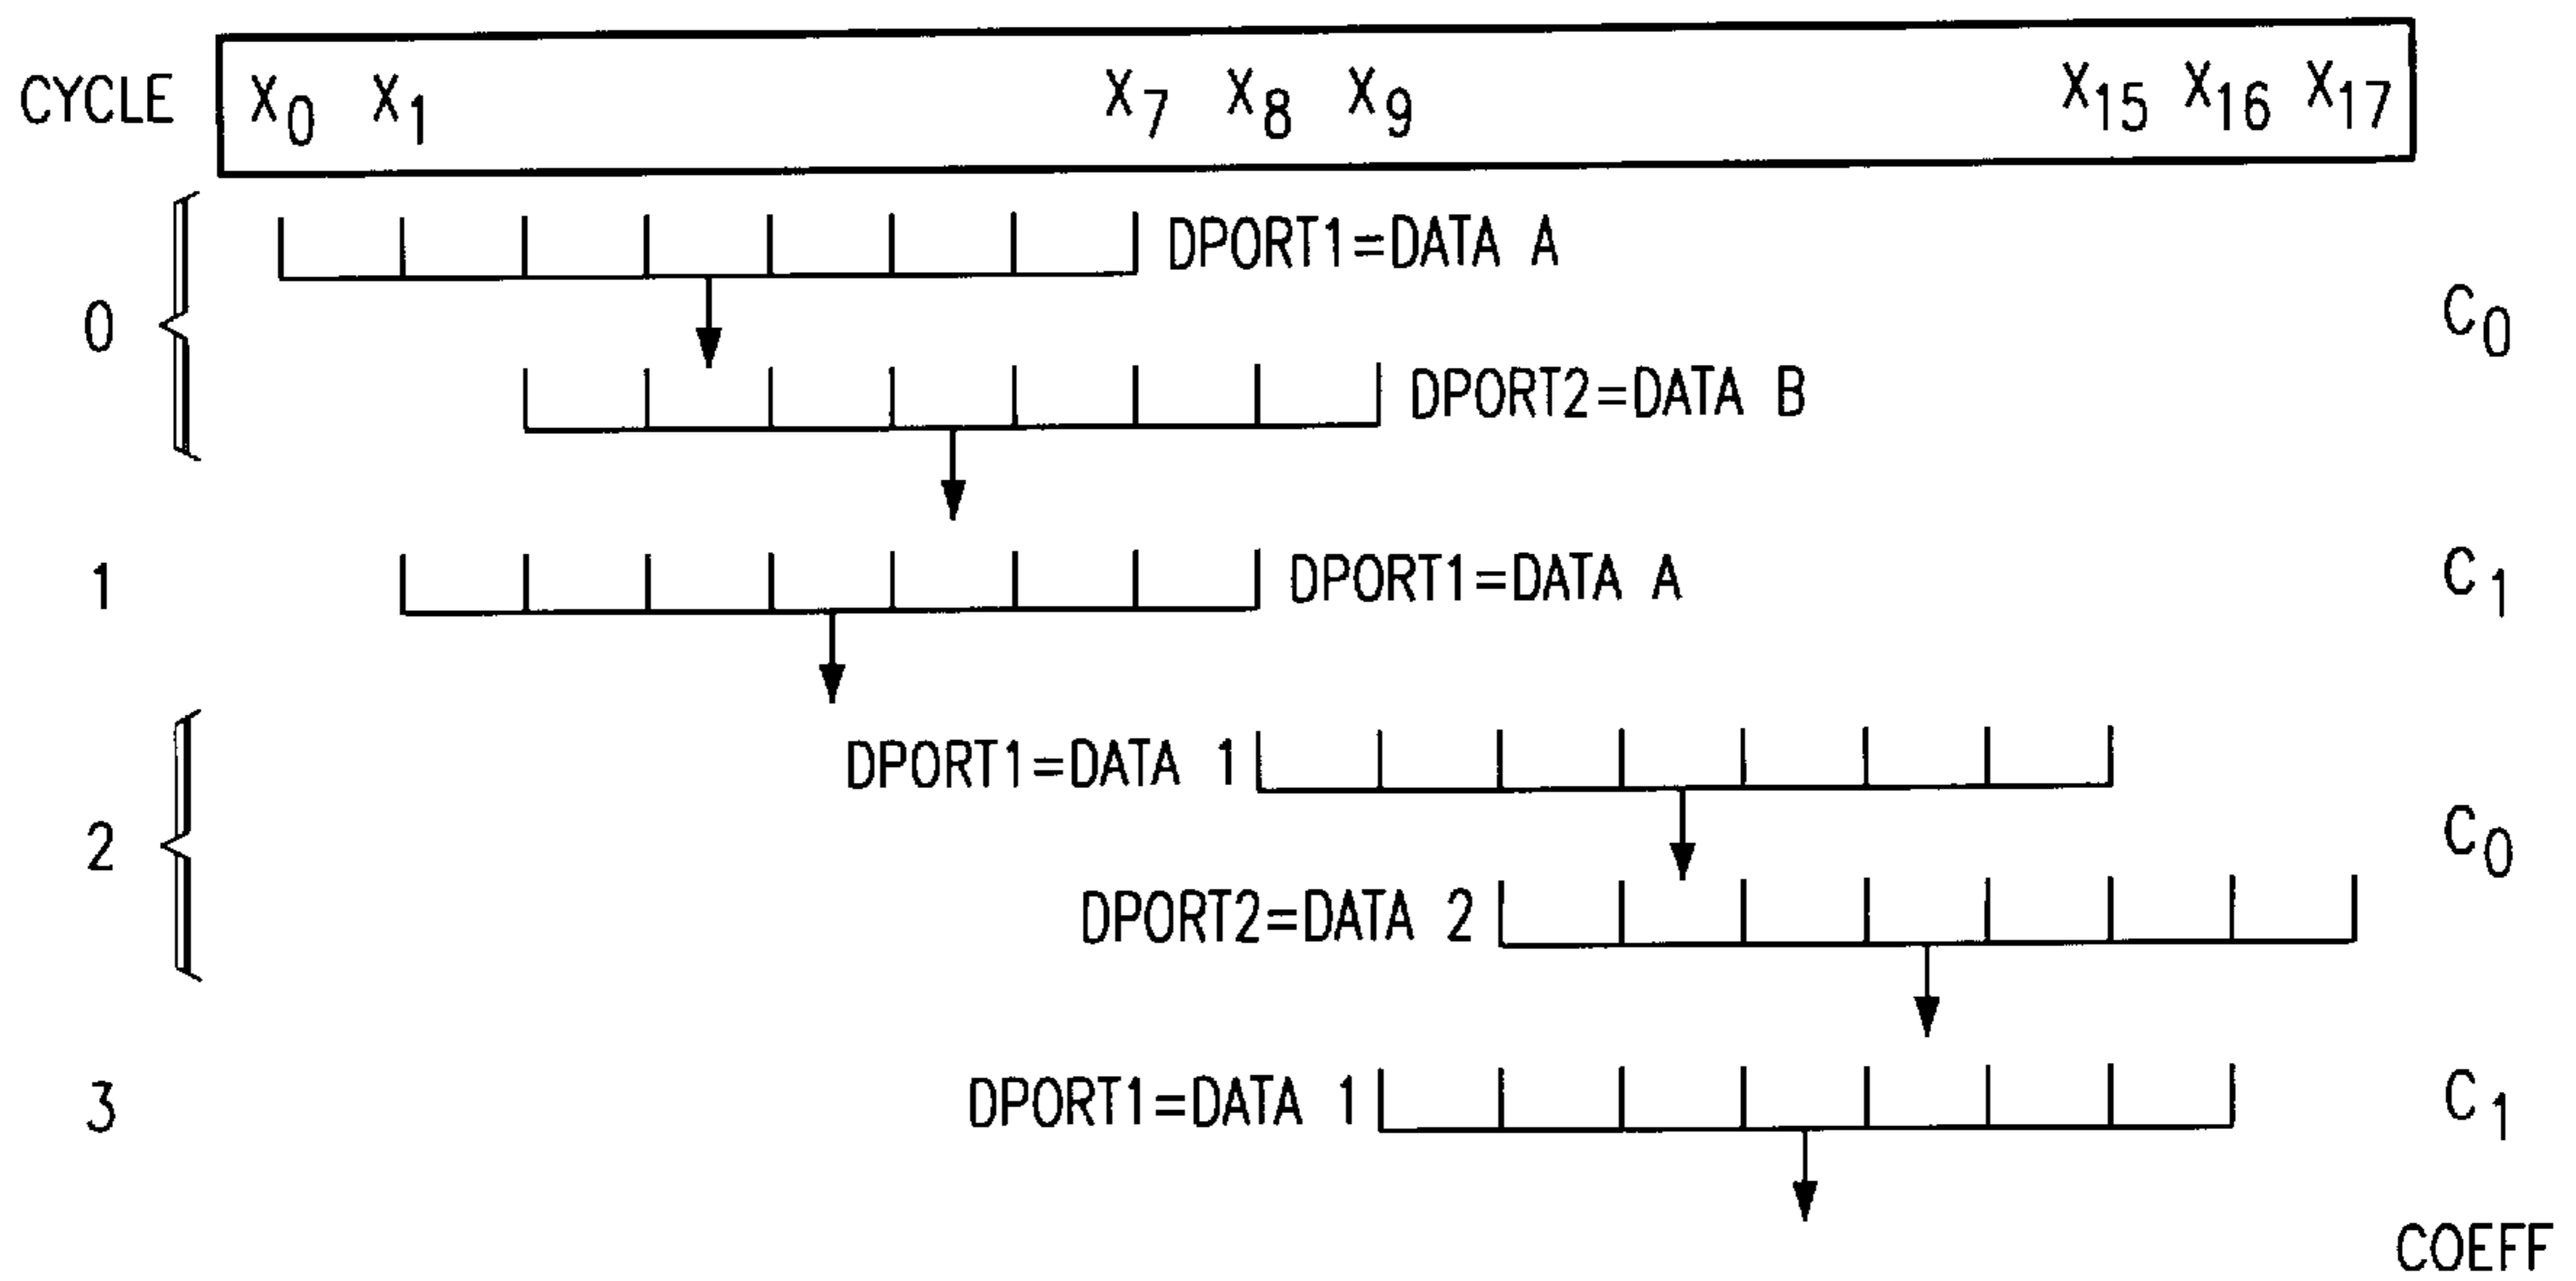 CYCLE X0 X1 X7 X8 X9 X15 X16 X17
DPORT1=DATA A
0 C0
DPORT2=DATA B
1 DPORT1=DATA A C1
DPORT1=DATA 1
2 C0
DPORT2=DATA 2
3 DPORT1=DATA 1 C1
COEFF